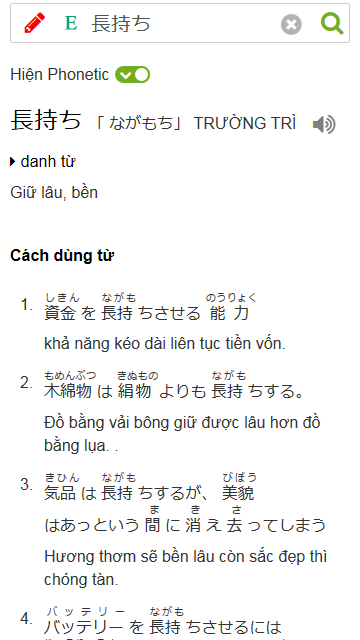 E 長持ち
Hiện Phonetic
長持ち 「 ながもち」 TRƯỜNG TRÌ
danh từ
Giữ lâu, bền
Cách dùng từ
しきん ながも のうりょく
1. 資金 を 長持 ちさせる 能力
khả năng kéo dài liên tục tiền vốn.
もめんぶつ きぬもの ながも
2. 木綿物 は 絹物 よりも 長持 ちする。
Đồ bằng vải bông giữ được lâu hơn đồ
bằng lụa. .
きひん ながも びぼう
3. 気品 は 長持 ちするが、 美貌
ま き さ
はあっという 間 に 消 え 去 ってしまう
Hương thơm sẽ bền lâu còn sắc đẹp thì
chóng tàn.
バッテリー ながも
4. バッテリー を 長持 ちさせるには